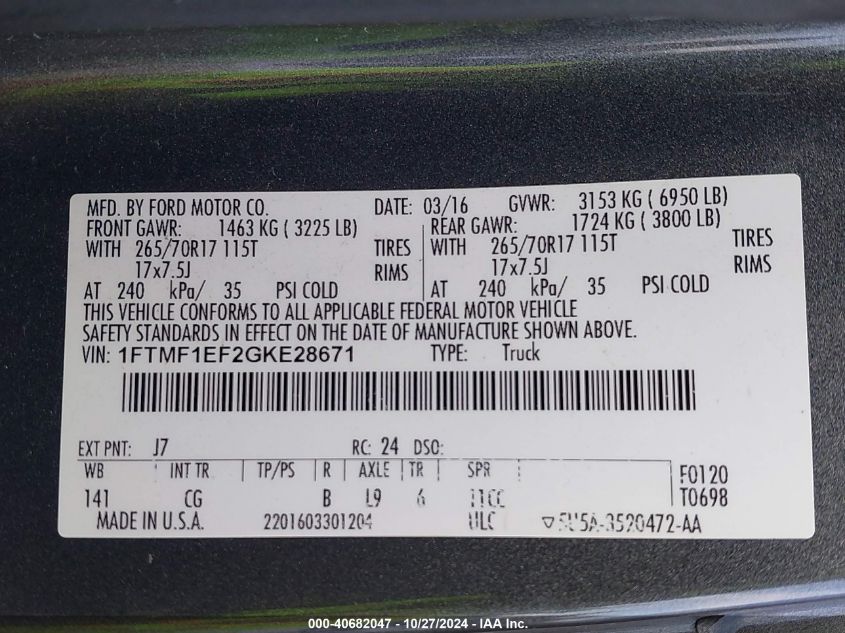 MFD. BY FORD MOTOR CO. DATE: 03/16 GVWR: 3153 KG ( 6950 LB)
FRONT GAWR: 1463 KG ( 3225 LB) REAR GAWR: 1724 KG ( 3800 LB)
WITH 265/70R17 115T TIRES WITH 265/70R17 115T TIRES
17x7.5J RIMS 17x7.5J RIMS
AT 240 kPa/ 35 PSI COLD AT 240 kPa/ 35 PSI COLD
THIS VEHICLE CONFORMS TO ALL APPLICABLE FEDERAL MOTOR VEHICLE
SAFETY STANDARDS IN EFFECT ON THE DATE OF MANUFACTURE SHOWN ABOVE.
VIN: 1FTMF1EF2GKE28671 TYPE: Truck
EXT PNT: J7 RC: 24 DSO:
WB INT TR TP/PS R AXLE TR SPR F0120
141 CG B L9 6 11CC T0698
MADE IN U.S.A. 2201603301204 ULC ▽5U5A-3520472-AA
000-40682047 - 10/27/2024 - IAA Inc.